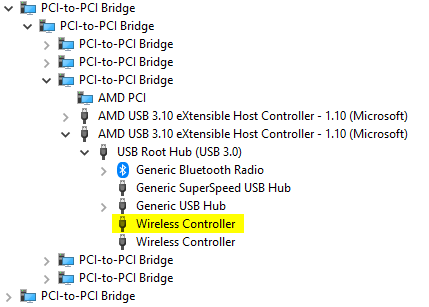 PCI-to-PCI Bridge
PCI-to-PCI Bridge
PCI-to-PCI Bridge
PCI-to-PCI Bridge
PCI-to-PCI Bridge
AMD PCI
AMD USB 3.10 eXtensible Host Controller - 1.10 (Microsoft)
AMD USB 3.10 eXtensible Host Controller - 1.10 (Microsoft)
USB Root Hub (USB 3.0)
Generic Bluetooth Radio
Generic SuperSpeed USB Hub
Generic USB Hub
Wireless Controller
Wireless Controller
PCI-to-PCI Bridge
PCI-to-PCI Bridge
PCI-to-PCI Bridge